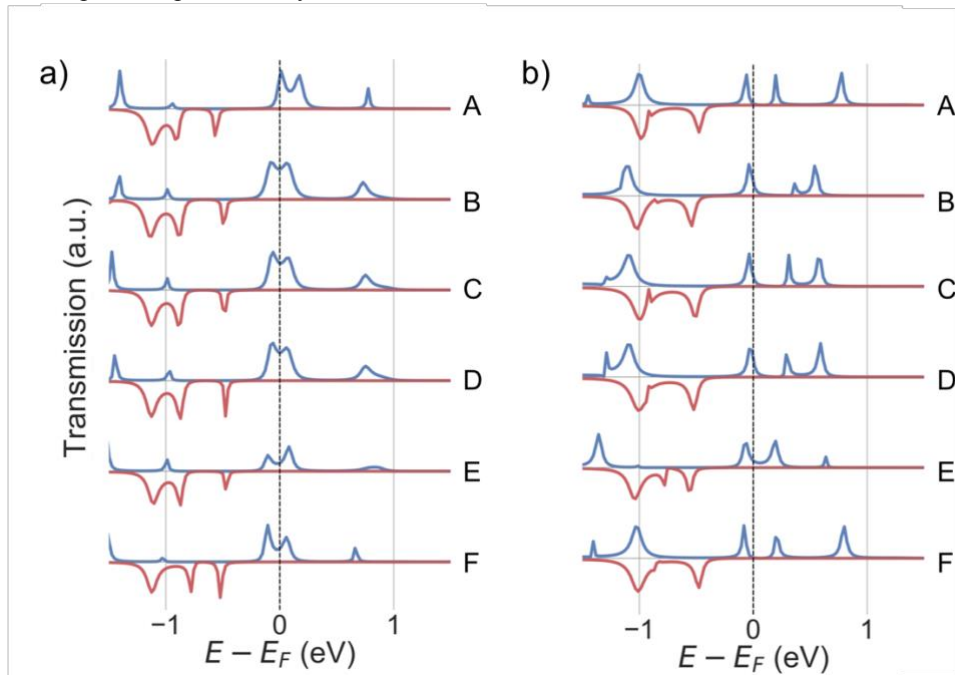 a)
b)
Transmission (a.u.)
A
B
C
D
E
F
A
B
C
D
E
F
−1
0
1
−1
0
1
E − E_F (eV)
E − E_F (eV)